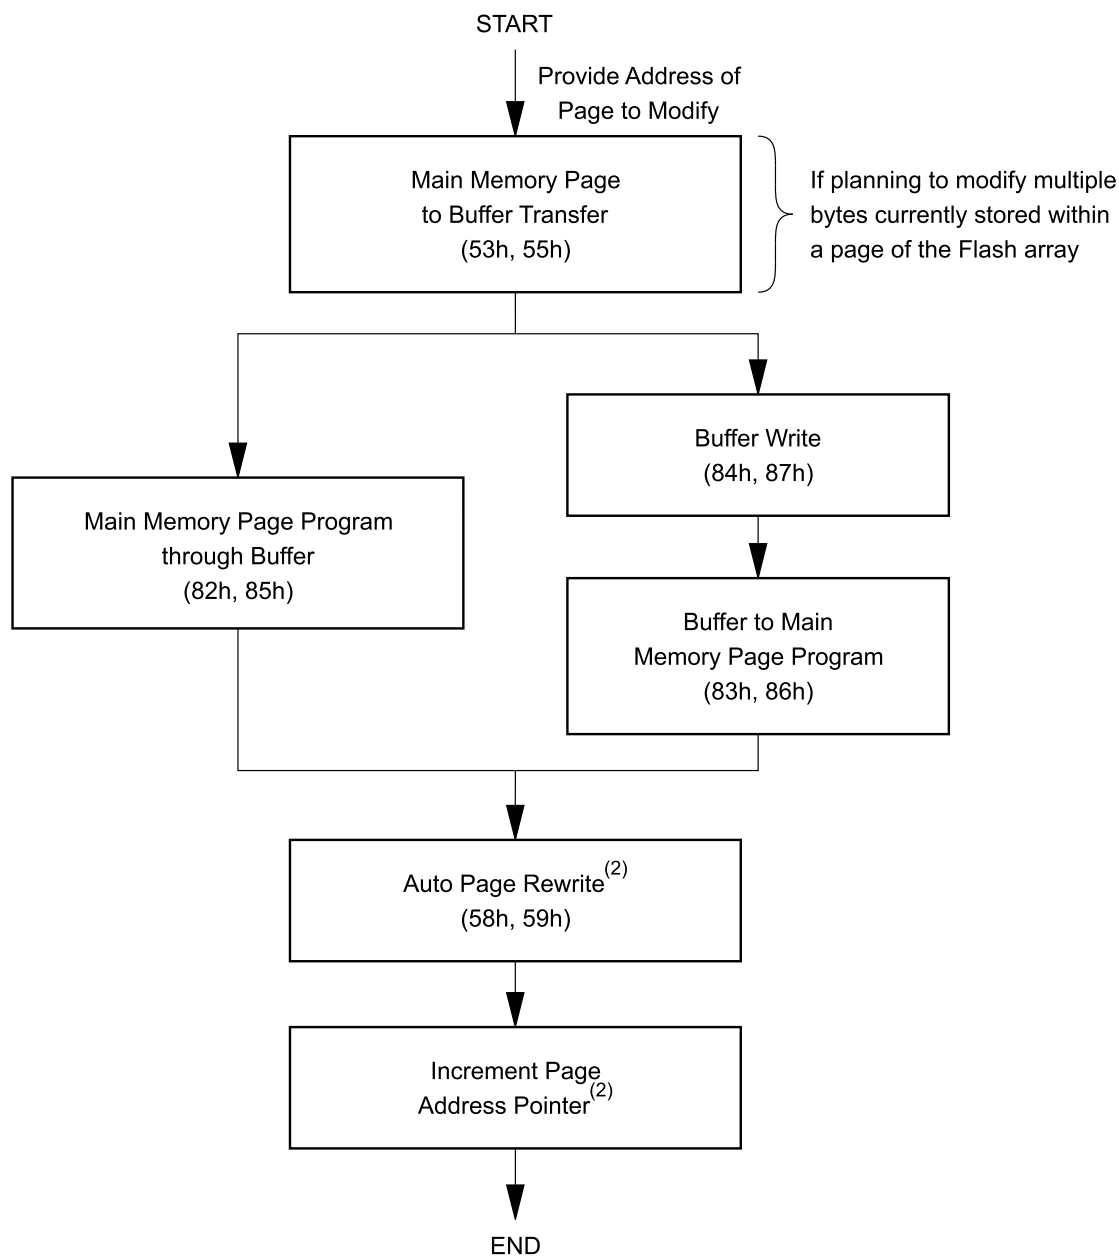 START
Provide Address of
Page to Modify
Main Memory Page
to Buffer Transfer
(53h, 55h)
If planning to modify multiple
bytes currently stored within
a page of the Flash array
Main Memory Page Program
through Buffer
(82h, 85h)
Buffer Write
(84h, 87h)
Buffer to Main
Memory Page Program
(83h, 86h)
Auto Page Rewrite(2)
(58h, 59h)
Increment Page
Address Pointer(2)
END